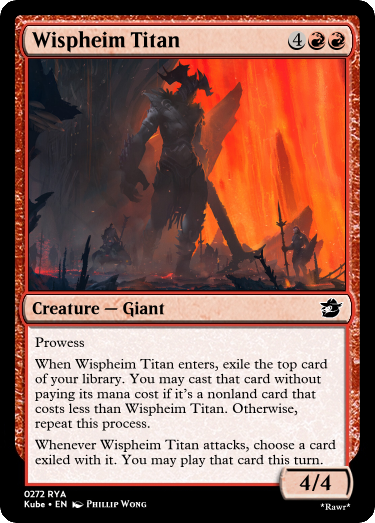 Wispheim Titan 4
Creature — Giant
Prowess
When Wispheim Titan enters, exile the top card
of your library. You may cast that card without
paying its mana cost if it's a nonland card that
costs less than Wispheim Titan. Otherwise,
repeat this process.
Whenever Wispheim Titan attacks, choose a card
exiled with it. You may play that card this turn.
4/4
0272 RYA
Kube • EN Phillip Wong
*Rawr*